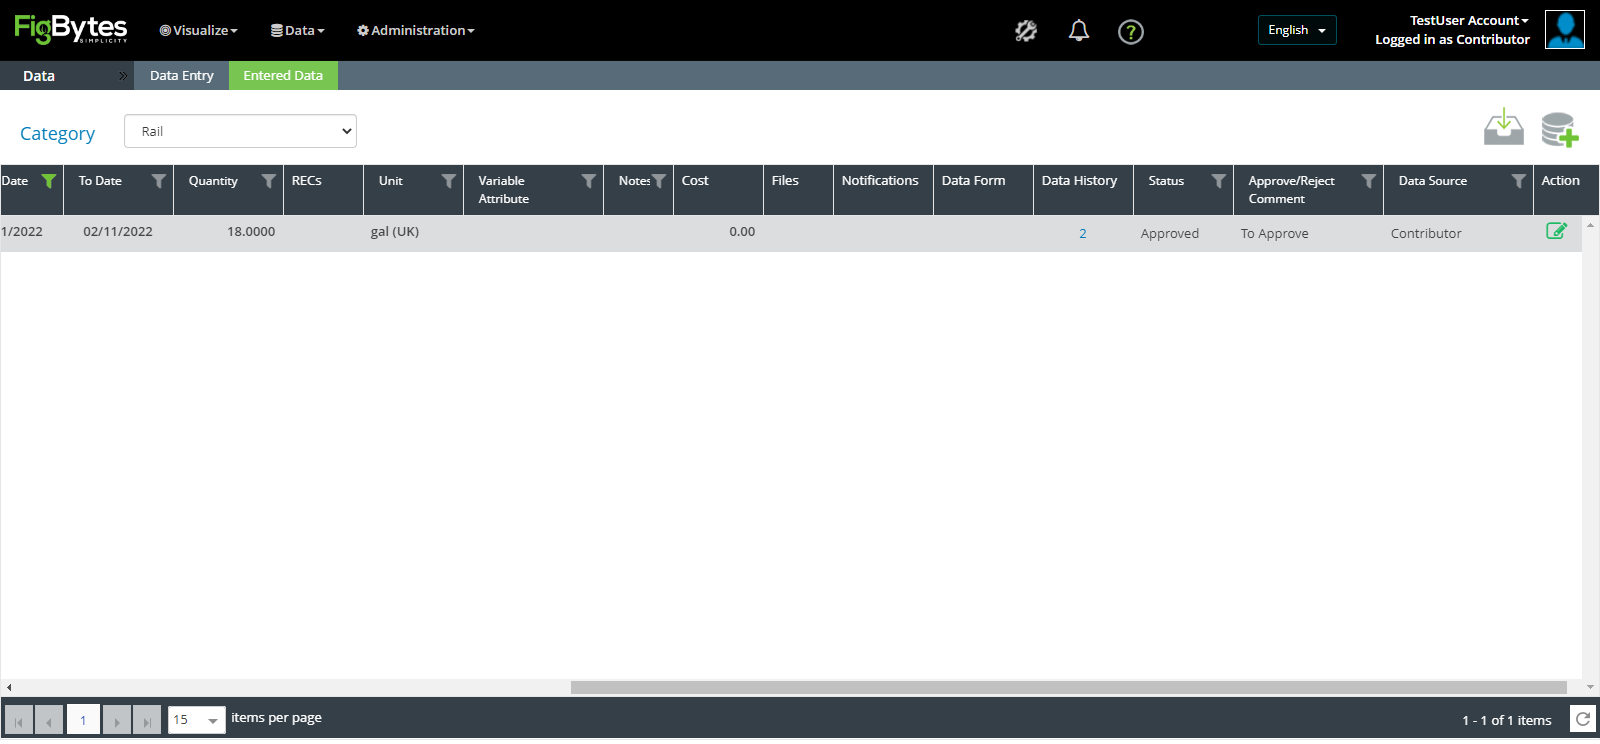 FigBytes
SIMPLICITY
Visualize
Data
Administration
?
English
TestUser Account
Logged in as Contributor
Data
»
Data Entry
Entered Data
Category
Rail
Date
To Date
Quantity
RECs
Unit
Variable
Attribute
Notes
Cost
Files
Notifications
Data Form
Data History
Status
Approve/Reject
Comment
Data Source
Action
1/2022
02/11/2022
18.0000
gal (UK)
0.00
2
Approved
To Approve
Contributor
1
15
items per page
1 - 1 of 1 items